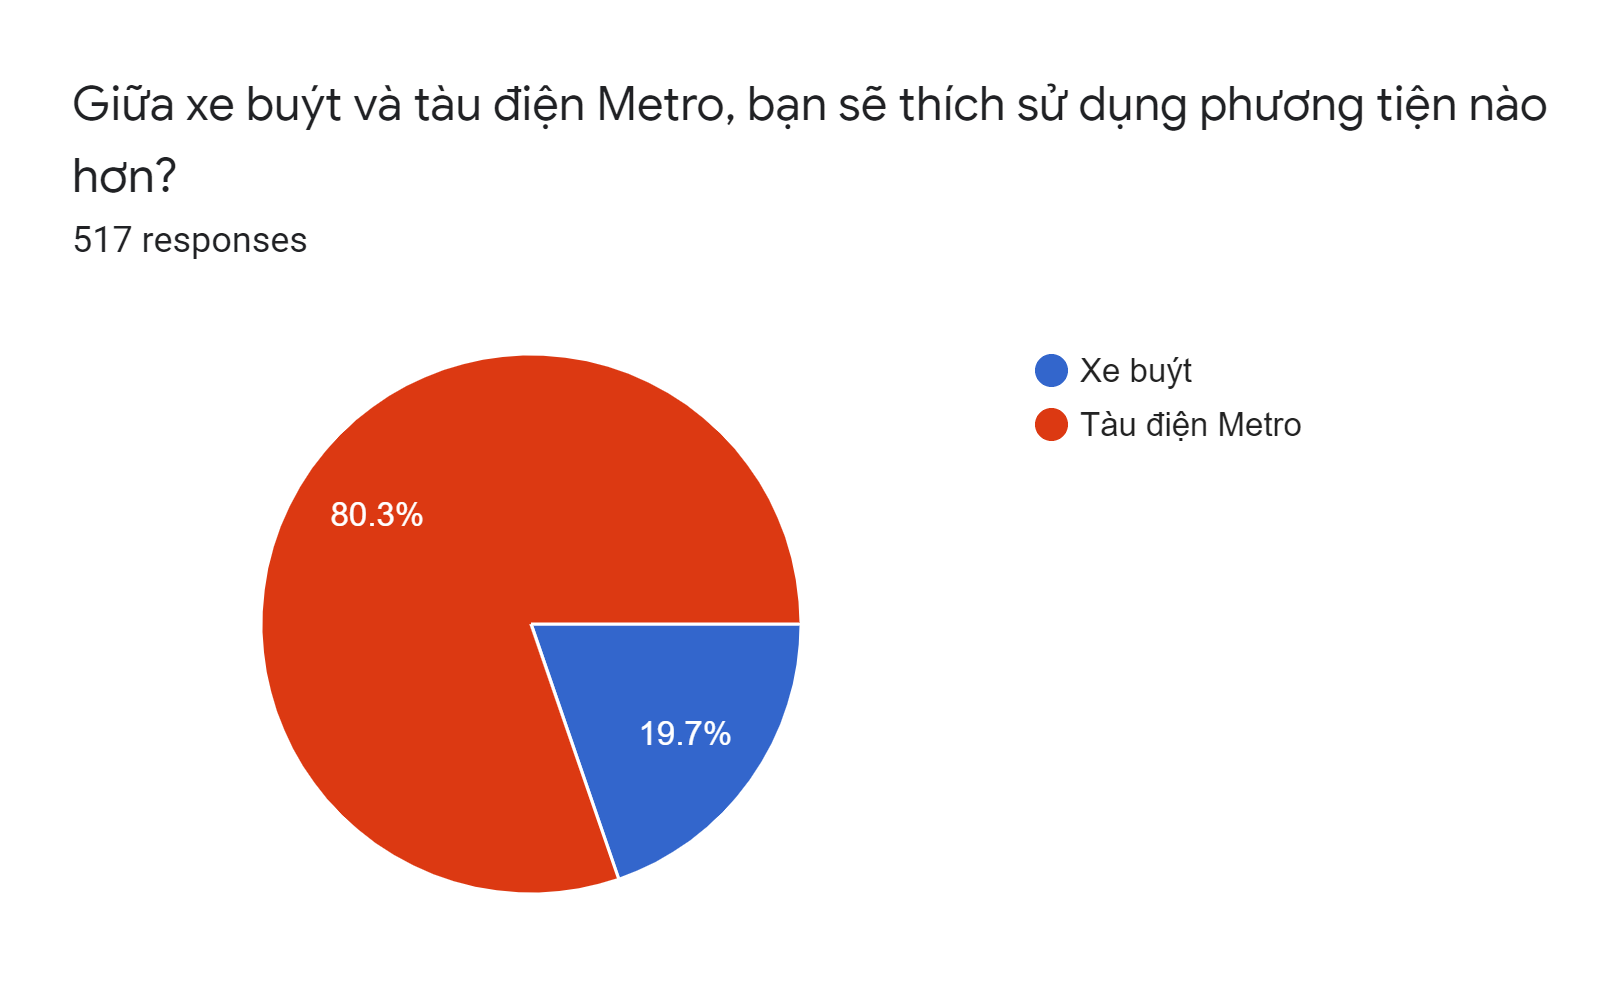 Giữa xe buýt và tàu điện Metro, bạn sẽ thích sử dụng phương tiện nào
hơn?
517 responses
Xe buýt
Tàu điện Metro
80.3%
19.7%